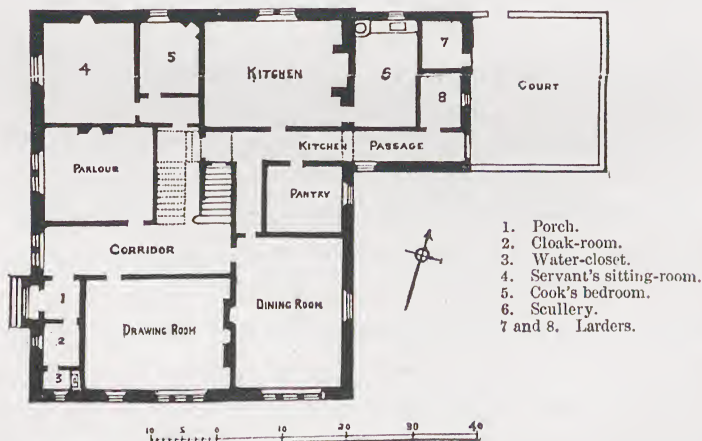 4
5
KITCHEN
6
7
8
COURT
PARLOUR
KITCHEN PASSAGE
PANTRY
CORRIDOR
1
2
3
DRAWING ROOM
DINING ROOM
1. Porch.
2. Cloak-room.
3. Water-closet.
4. Servant's sitting-room.
5. Cook's bedroom.
6. Scullery.
7 and 8. Larders.
10 5 0 10 20 30 40